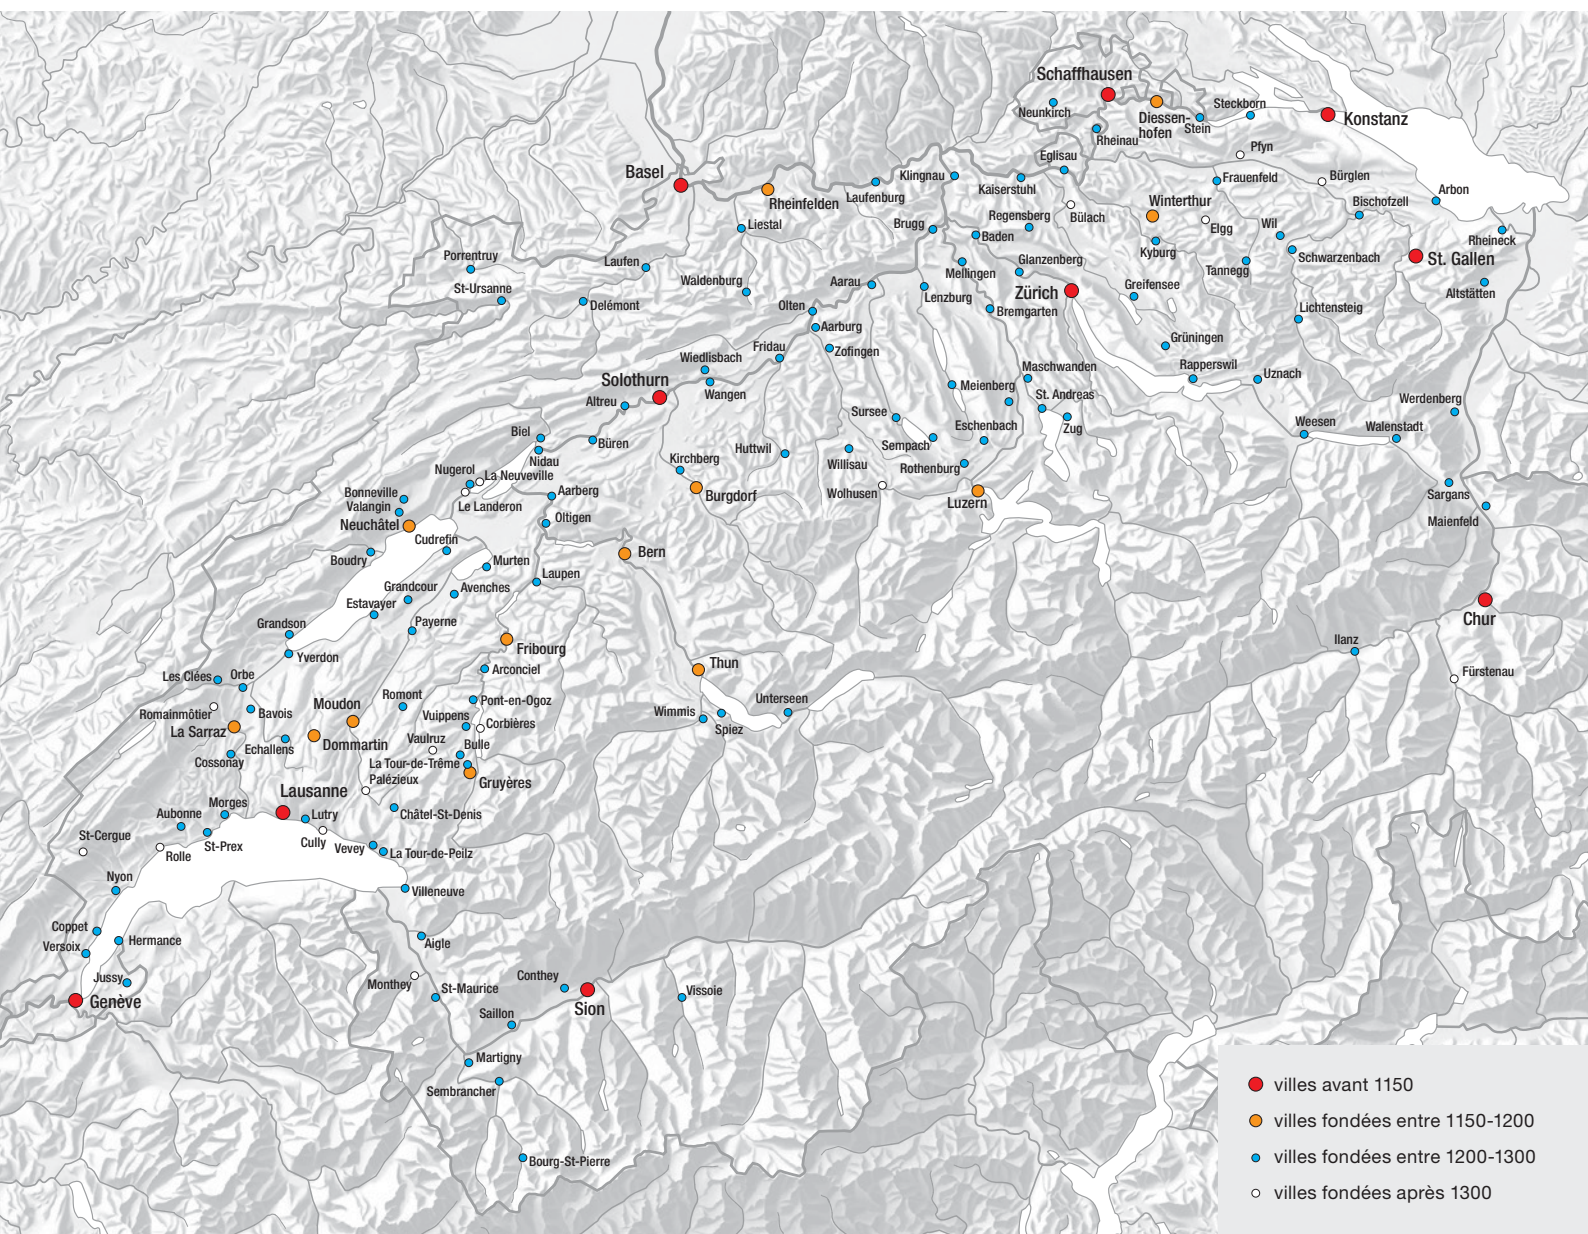 Schaffhausen
Neunkirch
Diessen-
hofen
Stein
Steckborn
Konstanz
Rheinau
Pfyn
Eglisau
Basel
Rheinfelden
Laufenburg
Klingnau
Kaiserstuhl
Frauenfeld
Bürglen
Arbon
Bischofzell
Winterthur
Bülach
Elgg
Regensberg
Liestal
Brugg
Baden
Kyburg
Wil
Rheineck
Schwarzenbach
St. Gallen
Porrentruy
Laufen
Glanzenberg
Tannegg
Mellingen
St-Ursanne
Waldenburg
Aarau
Zürich
Greifensee
Altstätten
Delémont
Olten
Lenzburg
Bremgarten
Lichtensteig
Aarburg
Grüningen
Fridau
Zofingen
Wiedlisbach
Maschwanden
Rapperswil
Uznach
Solothurn
Wangen
Meienberg
St. Andreas
Werdenberg
Altreu
Sursee
Eschenbach
Zug
Weesen
Walenstadt
Biel
Büren
Huttwil
Sempach
Nidau
Kirchberg
Willisau
Rothenburg
Nugerol
La Neuveville
Bonneville
Aarberg
Burgdorf
Wolhusen
Luzern
Sargans
Valangin
Le Landeron
Oltigen
Maienfeld
Neuchâtel
Cudrefin
Bern
Boudry
Murten
Laupen
Grandcour
Avenches
Estavayer
Chur
Grandson
Payerne
Fribourg
Ilanz
Yverdon
Arconciel
Thun
Fürstenau
Les Clées
Orbe
Romont
Pont-en-Ogoz
Unterseen
Moudon
Romainmôtier
Bavois
Vuippens
Corbières
Wimmis
Spiez
La Sarraz
Echallens
Dommartin
Vaulruz
Bulle
Cossonay
La Tour-de-Trême
Palézieux
Gruyères
Lausanne
Morges
Aubonne
Lutry
Châtel-St-Denis
St-Cergue
St-Prex
Cully
Vevey
Rolle
La Tour-de-Peilz
Nyon
Villeneuve
Coppet
Versoix
Hermance
Aigle
Jussy
Monthey
St-Maurice
Conthey
Genève
Sion
Vissoie
Saillon
Martigny
Sembrancher
Bourg-St-Pierre
villes avant 1150
villes fondées entre 1150-1200
villes fondées entre 1200-1300
villes fondées après 1300